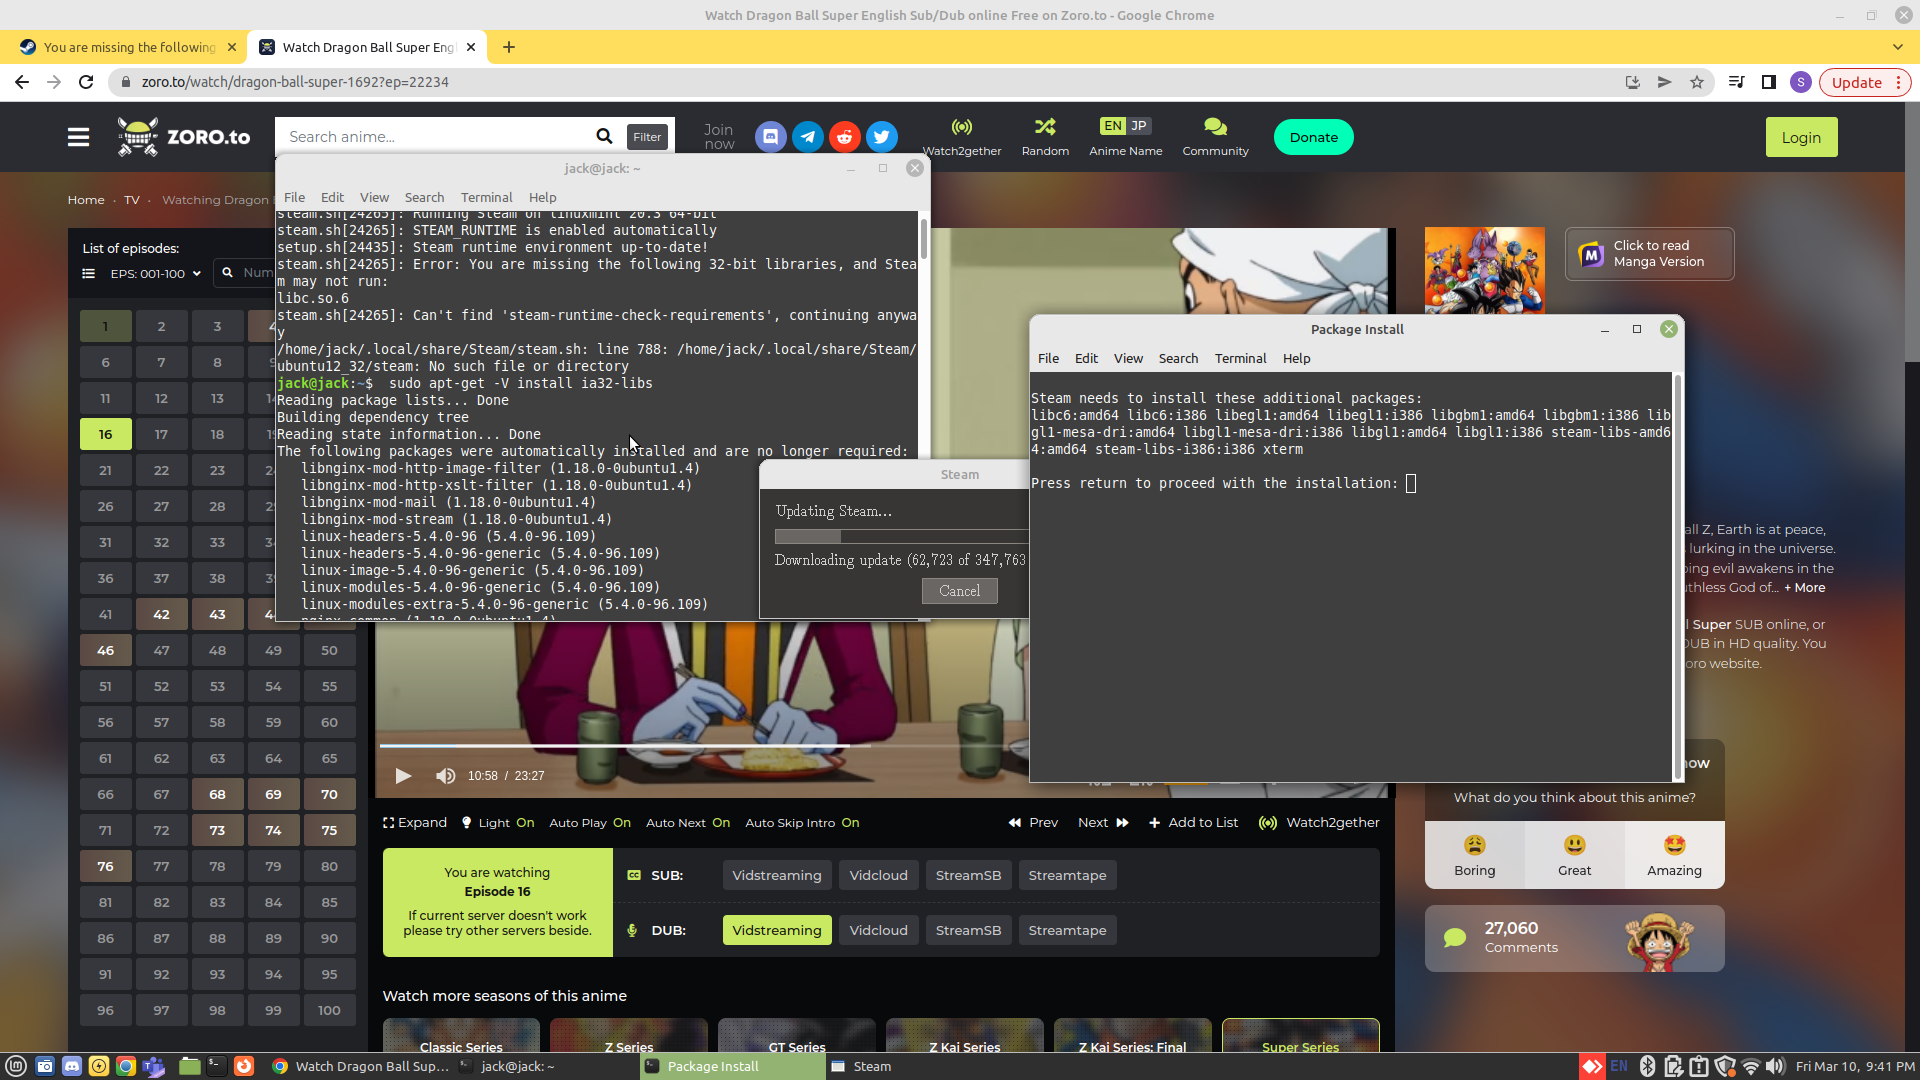 Watch Dragon Ball Super English Sub/Dub online Free on Zoro.to - Google Chrome
You are missing the following
Watch Dragon Ball Super Eng
zoro.to/watch/dragon-ball-super-1692?ep=22234
S
Update
ZORO.to
Search anime...
Filter
Join now
Watch2gether
Random
EN JP
Anime Name
Community
Donate
Login
Home · TV · Watching Dragon
List of episodes:
EPS: 001-100
Num
1 2 3 4
6 7 8 9
11 12 13
16 17 18 19
21 22 23
26 27 28
31 32 33
36 37 38 39
41 42 43
46 47 48 49 50
51 52 53 54 55
56 57 58 59 60
61 62 63 64 65
66 67 68 69 70
71 72 73 74 75
76 77 78 79 80
81 82 83 84 85
86 87 88 89 90
91 92 93 94 95
96 97 98 99 100
jack@jack: ~
File Edit View Search Terminal Help
steam.sh[24265]: Running Steam on linuxmint 20.3 64-bit
steam.sh[24265]: STEAM_RUNTIME is enabled automatically
setup.sh[24435]: Steam runtime environment up-to-date!
steam.sh[24265]: Error: You are missing the following 32-bit libraries, and Stea
m may not run:
libc.so.6
steam.sh[24265]: Can't find 'steam-runtime-check-requirements', continuing anywa
y
/home/jack/.local/share/Steam/steam.sh: line 788: /home/jack/.local/share/Steam/
ubuntu12_32/steam: No such file or directory
jack@jack:~$  sudo apt-get -V install ia32-libs
Reading package lists... Done
Building dependency tree
Reading state information... Done
The following packages were automatically installed and are no longer required:
libnginx-mod-http-image-filter (1.18.0-0ubuntu1.4)
libnginx-mod-http-xslt-filter (1.18.0-0ubuntu1.4)
libnginx-mod-mail (1.18.0-0ubuntu1.4)
libnginx-mod-stream (1.18.0-0ubuntu1.4)
linux-headers-5.4.0-96 (5.4.0-96.109)
linux-headers-5.4.0-96-generic (5.4.0-96.109)
linux-image-5.4.0-96-generic (5.4.0-96.109)
linux-modules-5.4.0-96-generic (5.4.0-96.109)
linux-modules-extra-5.4.0-96-generic (5.4.0-96.109)
nginx-common (1.18.0-0ubuntu1.4)
Steam
Updating Steam...
Downloading update (62,723 of 347,763
Cancel
Package Install
File Edit View Search Terminal Help
Steam needs to install these additional packages:
libc6:amd64 libc6:i386 libegl1:amd64 libegl1:i386 libgbm1:amd64 libgbm1:i386 lib
gl1-mesa-dri:amd64 libgl1-mesa-dri:i386 libgl1:amd64 libgl1:i386 steam-libs-amd6
4:amd64 steam-libs-i386:i386 xterm
Press return to proceed with the installation:
Click to read
Manga Version
all Z, Earth is at peace,
lurking in the universe.
ing evil awakens in the
thless God of... + More
l Super SUB online, or
DUB in HD quality. You
oro website.
10:58 / 23:27
Expand Light On Auto Play On Auto Next On Auto Skip Intro On
Prev Next Add to List Watch2gether
You are watching
Episode 16
If current server doesn't work
please try other servers beside.
SUB: Vidstreaming Vidcloud StreamSB Streamtape
DUB: Vidstreaming Vidcloud StreamSB Streamtape
What do you think about this anime?
Boring Great Amazing
27,060
Comments
Watch more seasons of this anime
Classic Series Z Series GT Series Z Kai Series Z Kai Series: Final Super Series
Watch Dragon Ball Sup... jack@jack: ~ Package Install Steam EN Fri Mar 10, 9:41 PM